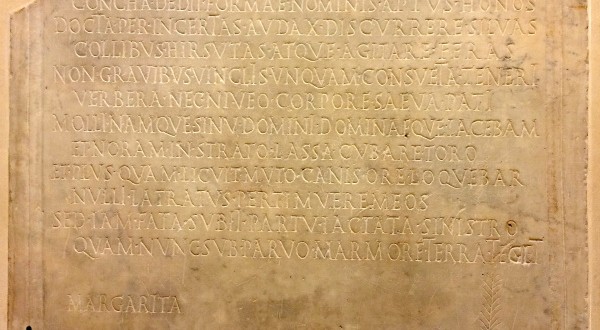 CONCHA·DEDIT·FORMAE·NOMINIS·APTVS·HONOS
DOCTA·PER·INCERTAS·AVDAX·DISCVRRERE·SILVAS
COLLIBVS·HIRSVTAS·ATQVE·AGITARE·FERAS
NON·GRAVIBVS·VINCLIS·VNQVAM·CONSVETA·TENERI
VERBERA·NEC·NIVEO·CORPORE·SAEVA·PATI
MOLLI·NAMQVE·SINV·DOMINI·DOMINAEQVE·IACEBAM
ET·NORAM·IN·STRATO·LASSA·CVBARE·TORO
ET·PLVS·QVAM·LICVIT·MVTO·CANIS·ORE·LOQVEBAR
NVLLI·LATRATVS·PERTIMVERE·MEOS
SED·IAM·FATA·SVBII·PARTV·IACTATA·SINISTRO
QVAM·NVNC·SVB·PARVO·MARMORE·TERRA·TEGIT
MARGARITA